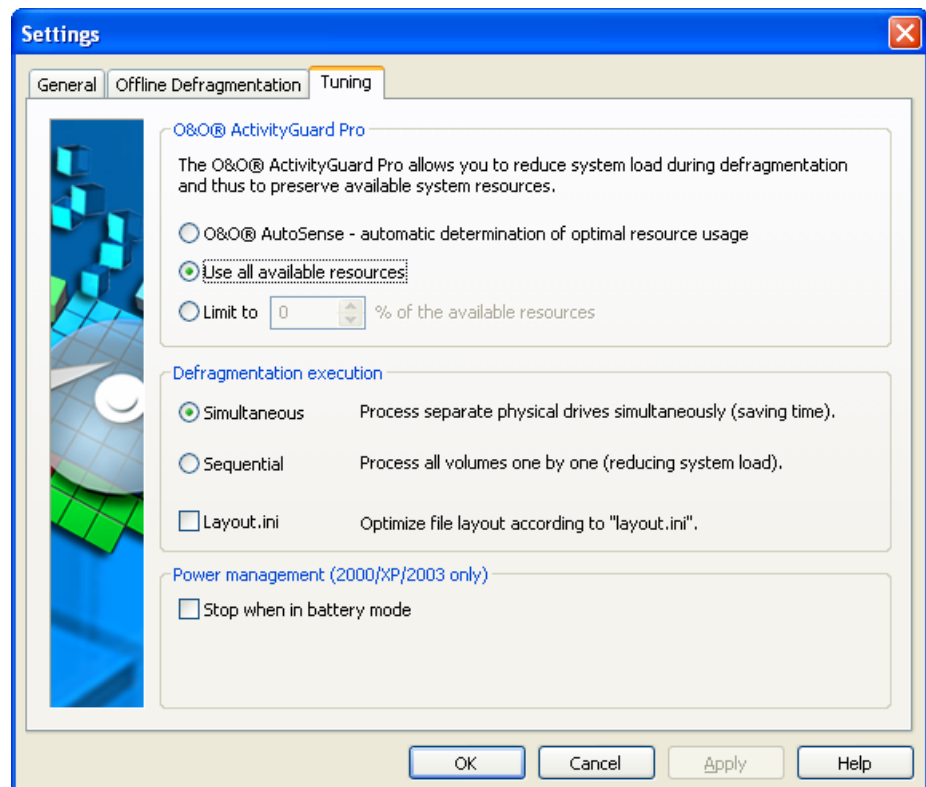 Settings
General
Offline Defragmentation
Tuning
O&O® ActivityGuard Pro
The O&O® ActivityGuard Pro allows you to reduce system load during defragmentation
and thus to preserve available system resources.
O&O® AutoSense - automatic determination of optimal resource usage
Use all available resources
Limit to 0 % of the available resources
Defragmentation execution
Simultaneous Process separate physical drives simultaneously (saving time).
Sequential Process all volumes one by one (reducing system load).
Layout.ini Optimize file layout according to "layout.ini".
Power management (2000/XP/2003 only)
Stop when in battery mode
OK
Cancel
Apply
Help